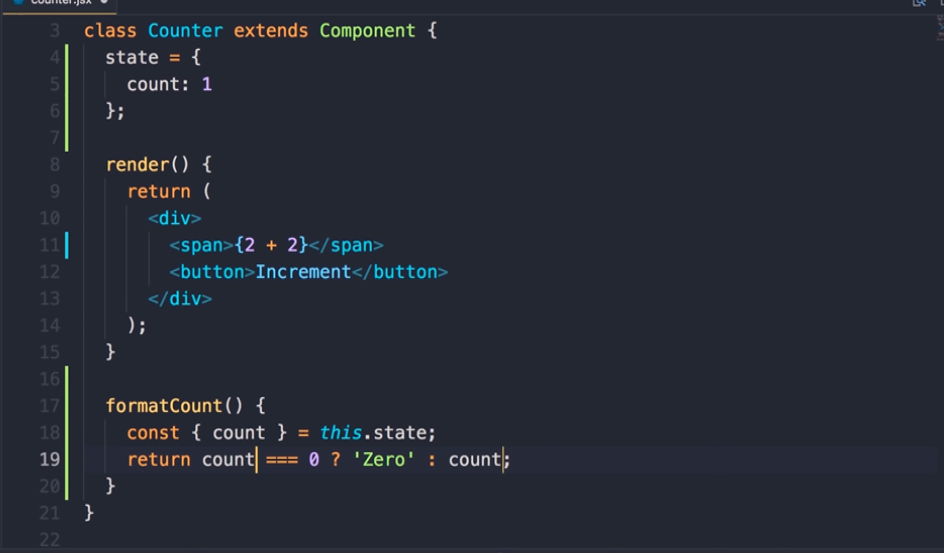 counter.jsx
3 class Counter extends Component {
4 state = {
5 count: 1
6 };
7
8 render() {
9 return (
10 <div>
11 <span>{2 + 2}</span>
12 <button>Increment</button>
13 </div>
14 );
15 }
16
17 formatCount() {
18 const { count } = this.state;
19 return count === 0 ? 'Zero' : count;
20 }
21 }
22